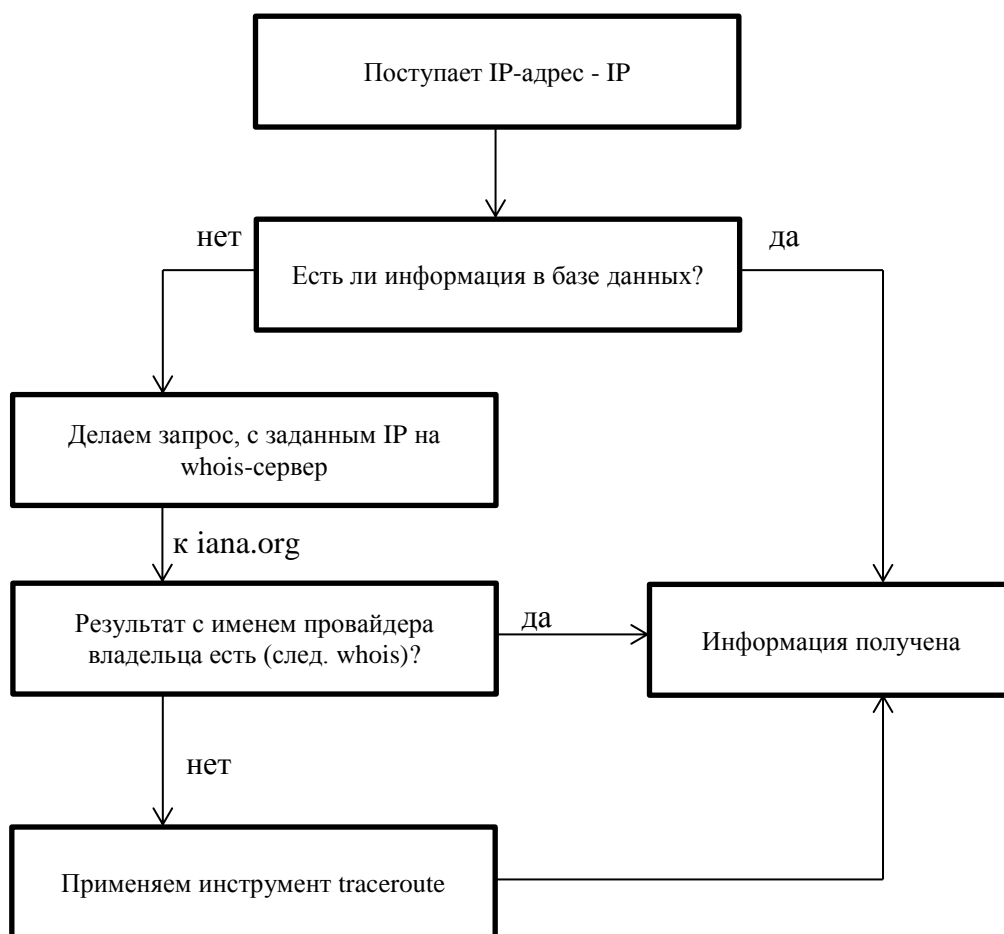 Поступает IP-адрес - IP
нет
да
Есть ли информация в базе данных?
Делаем запрос, с заданным IP на
whois-сервер
к iana.org
Результат с именем провайдера
владельца есть (след. whois)?
да
Информация получена
нет
Применяем инструмент traceroute